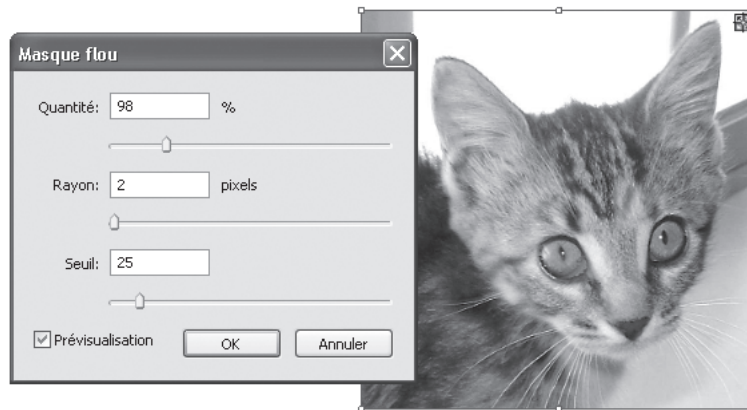 Masque flou
Quantité: 98 %
Rayon: 2 pixels
Seuil: 25
Prévisualisation OK Annuler